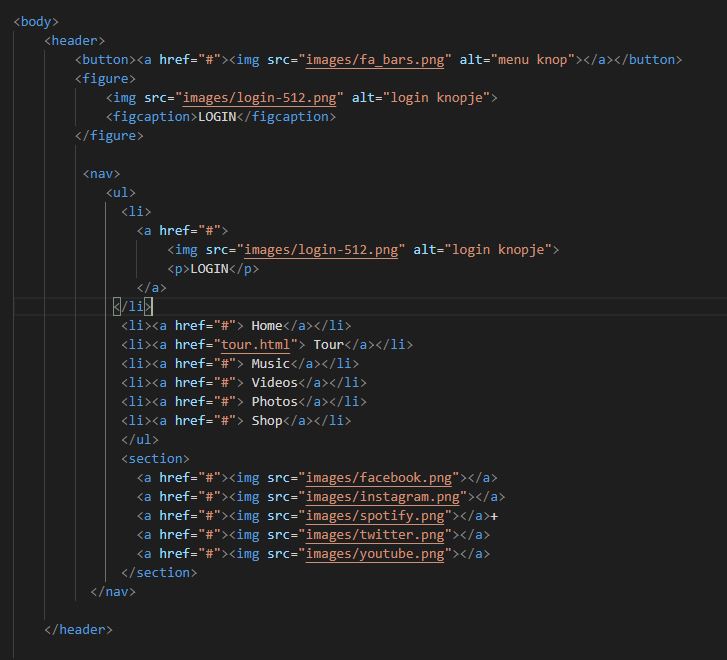 <body>
<header>
<button><a href="#"><img src="images/fa_bars.png" alt="menu knop"></a></button>
<figure>
<img src="images/login-512.png" alt="login knopje">
<figcaption>LOGIN</figcaption>
</figure>
<nav>
<ul>
<li>
<a href="#">
<img src="images/login-512.png" alt="login knopje">
<p>LOGIN</p>
</a>
</li>
<li><a href="#"> Home</a></li>
<li><a href="tour.html"> Tour</a></li>
<li><a href="#"> Music</a></li>
<li><a href="#"> Videos</a></li>
<li><a href="#"> Photos</a></li>
<li><a href="#"> Shop</a></li>
</ul>
<section>
<a href="#"><img src="images/facebook.png"></a>
<a href="#"><img src="images/instagram.png"></a>
<a href="#"><img src="images/spotify.png"></a>+
<a href="#"><img src="images/twitter.png"></a>
<a href="#"><img src="images/youtube.png"></a>
</section>
</nav>
</header>